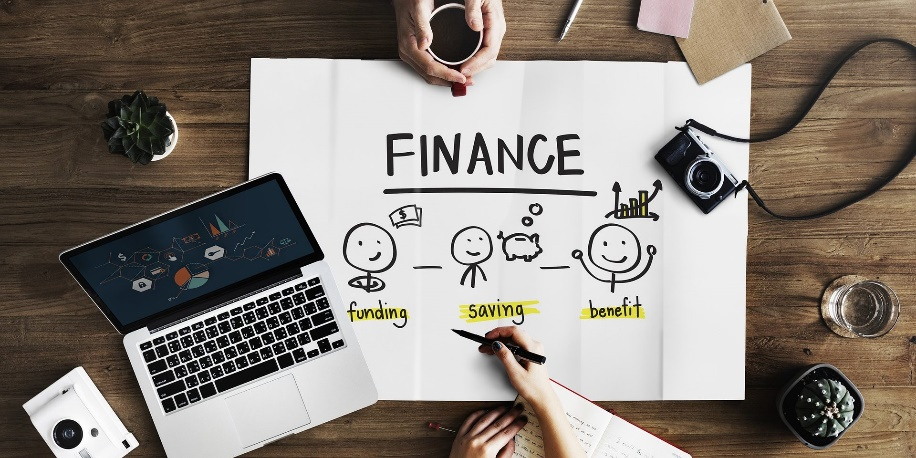 FINANCE
$
funding
saving
benefit